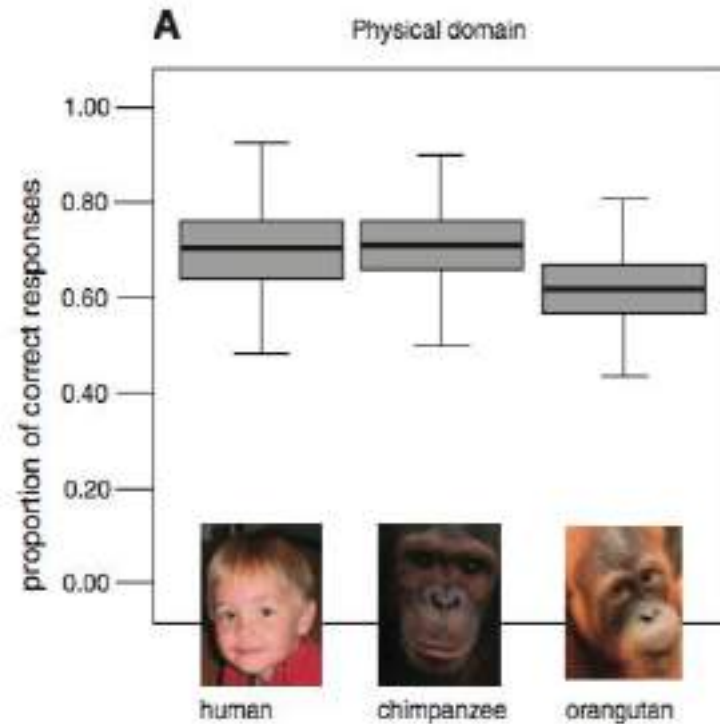 A
Physical domain
proportion of correct responses
1.00
0.80
0.60
0.40
0.20
0.00
human
chimpanzee
orangutan